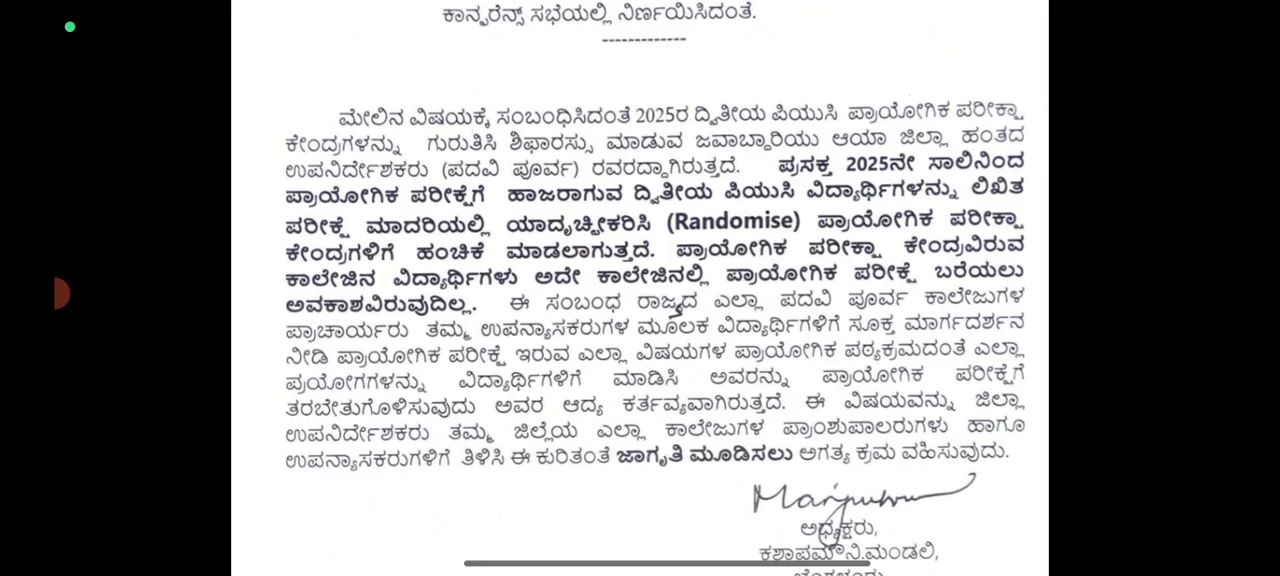 ಕಾನ್ಫರೆನ್ಸ್ ಸಭೆಯಲ್ಲಿ ನಿರ್ಣಯಿಸಿದಂತೆ.
-------------
ಮೇಲಿನ ವಿಷಯಕ್ಕೆ ಸಂಬಂಧಿಸಿದಂತೆ 2025ರ ದ್ವಿತೀಯ ಪಿಯುಸಿ ಪ್ರಾಯೋಗಿಕ ಪರೀಕ್ಷಾ
ಕೇಂದ್ರಗಳನ್ನು ಗುರುತಿಸಿ ಶಿಫಾರಸ್ಸು ಮಾಡುವ ಜವಾಬ್ದಾರಿಯು ಆಯಾ ಜಿಲ್ಲಾ ಹಂತದ
ಉಪನಿರ್ದೇಶಕರು (ಪದವಿ ಪೂರ್ವ) ರವರದ್ದಾಗಿರುತ್ತದೆ. ಪ್ರಸಕ್ತ 2025ನೇ ಸಾಲಿನಿಂದ
ಪ್ರಾಯೋಗಿಕ ಪರೀಕ್ಷೆಗೆ ಹಾಜರಾಗುವ ದ್ವಿತೀಯ ಪಿಯುಸಿ ವಿದ್ಯಾರ್ಥಿಗಳನ್ನು ಲಿಖಿತ
ಪರೀಕ್ಷೆ ಮಾದರಿಯಲ್ಲಿ ಯಾದೃಚ್ಛೀಕರಿಸಿ (Randomise) ಪ್ರಾಯೋಗಿಕ ಪರೀಕ್ಷಾ
ಕೇಂದ್ರಗಳಿಗೆ ಹಂಚಿಕೆ ಮಾಡಲಾಗುತ್ತದೆ. ಪ್ರಾಯೋಗಿಕ ಪರೀಕ್ಷಾ ಕೇಂದ್ರವಿರುವ
ಕಾಲೇಜಿನ ವಿದ್ಯಾರ್ಥಿಗಳು ಅದೇ ಕಾಲೇಜಿನಲ್ಲಿ ಪ್ರಾಯೋಗಿಕ ಪರೀಕ್ಷೆ ಬರೆಯಲು
ಅವಕಾಶವಿರುವುದಿಲ್ಲ. ಈ ಸಂಬಂಧ ರಾಜ್ಯದ ಎಲ್ಲಾ ಪದವಿ ಪೂರ್ವ ಕಾಲೇಜುಗಳ
ಪ್ರಾಚಾರ್ಯರು ತಮ್ಮ ಉಪನ್ಯಾಸಕರುಗಳ ಮೂಲಕ ವಿದ್ಯಾರ್ಥಿಗಳಿಗೆ ಸೂಕ್ತ ಮಾರ್ಗದರ್ಶನ
ನೀಡಿ ಪ್ರಾಯೋಗಿಕ ಪರೀಕ್ಷೆ ಇರುವ ಎಲ್ಲಾ ವಿಷಯಗಳ ಪ್ರಾಯೋಗಿಕ ಪಠ್ಯಕ್ರಮದಂತೆ ಎಲ್ಲಾ
ಪ್ರಯೋಗಗಳನ್ನು ವಿದ್ಯಾರ್ಥಿಗಳಿಗೆ ಮಾಡಿಸಿ ಅವರನ್ನು ಪ್ರಾಯೋಗಿಕ ಪರೀಕ್ಷೆಗೆ
ತರಬೇತುಗೊಳಿಸುವುದು ಅವರ ಆದ್ಯ ಕರ್ತವ್ಯವಾಗಿರುತ್ತದೆ. ಈ ವಿಷಯವನ್ನು ಜಿಲ್ಲಾ
ಉಪನಿರ್ದೇಶಕರು ತಮ್ಮ ಜಿಲ್ಲೆಯ ಎಲ್ಲಾ ಕಾಲೇಜುಗಳ ಪ್ರಾಂಶುಪಾಲರುಗಳು ಹಾಗೂ
ಉಪನ್ಯಾಸಕರುಗಳಿಗೆ ತಿಳಿಸಿ ಈ ಕುರಿತಂತೆ ಜಾಗೃತಿ ಮೂಡಿಸಲು ಅಗತ್ಯ ಕ್ರಮ ವಹಿಸುವುದು.
ಅಧ್ಯಕ್ಷರು,
ಕಶಾಪಮೌನಿ.ಮಂಡಲಿ,